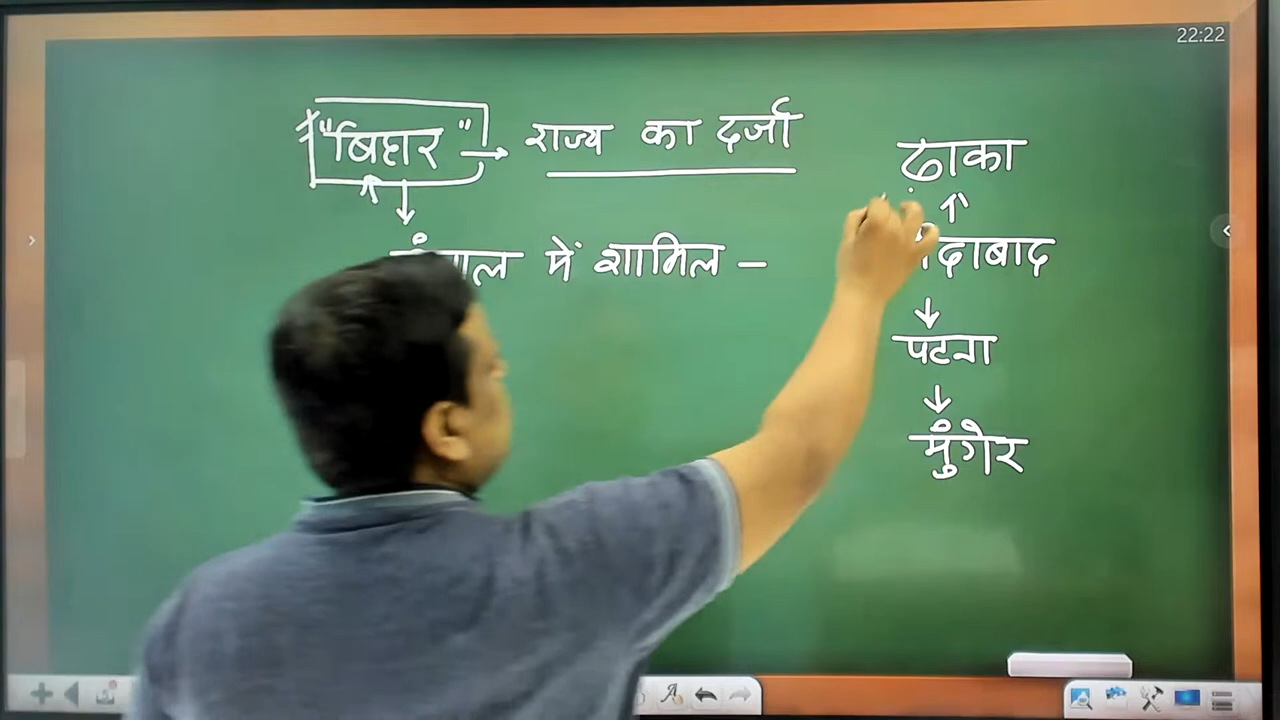 "बिहार" → राज्य का दर्जा
में शामिल –
ढ़ाका
↑
↓
पटना
↓
मुंगेर
22:22